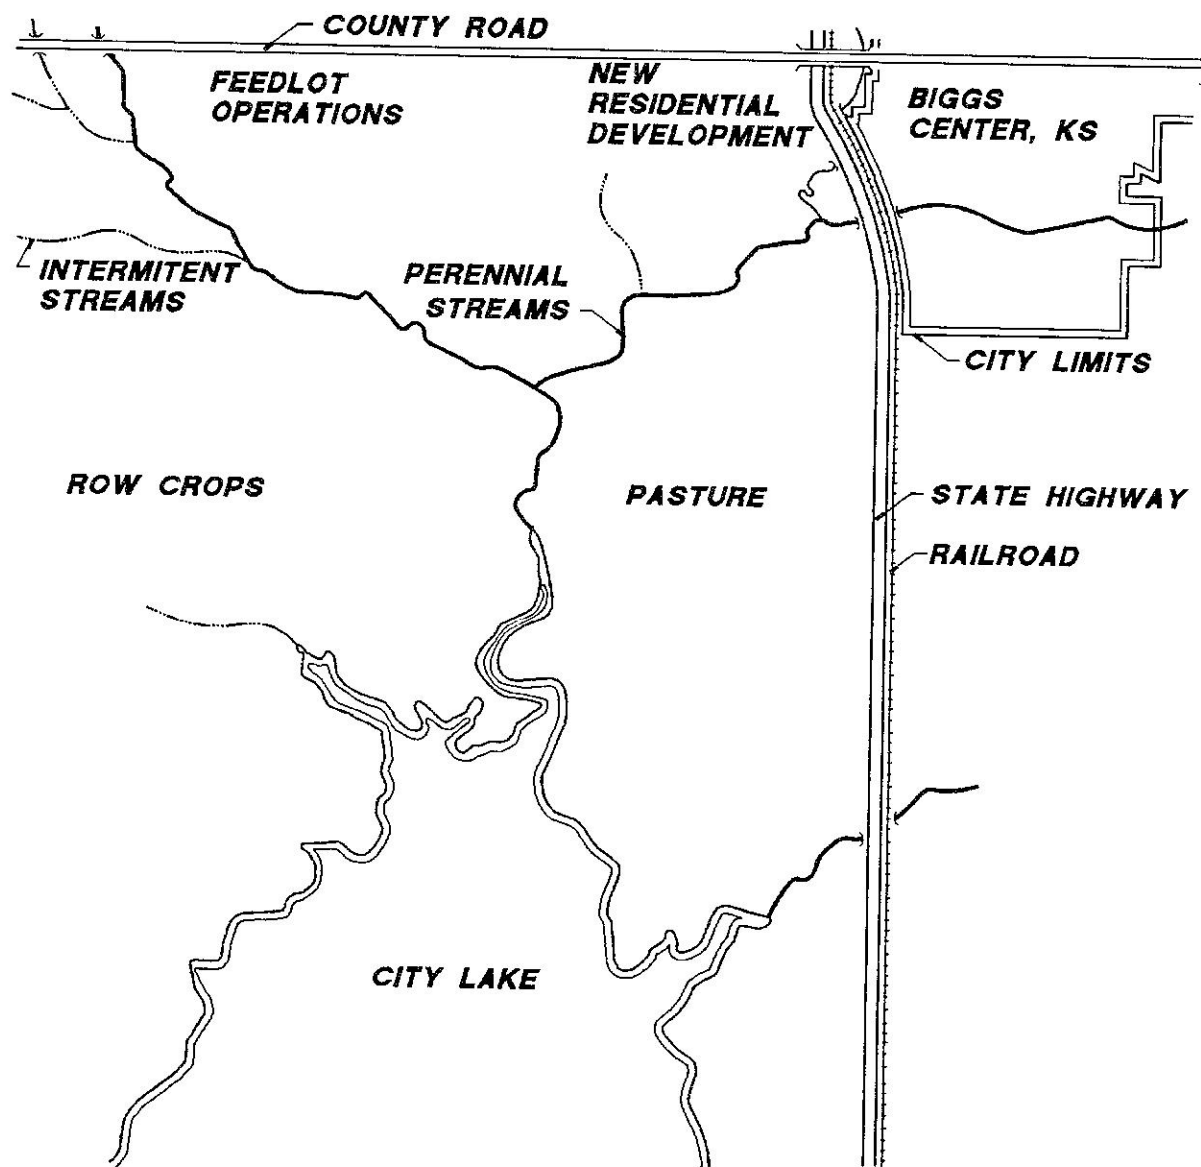 COUNTY ROAD
FEEDLOT
OPERATIONS
NEW
RESIDENTIAL
DEVELOPMENT
BIGGS
CENTER, KS
INTERMITENT
STREAMS
PERENNIAL
STREAMS
CITY LIMITS
ROW CROPS
PASTURE
STATE HIGHWAY
RAILROAD
CITY LAKE